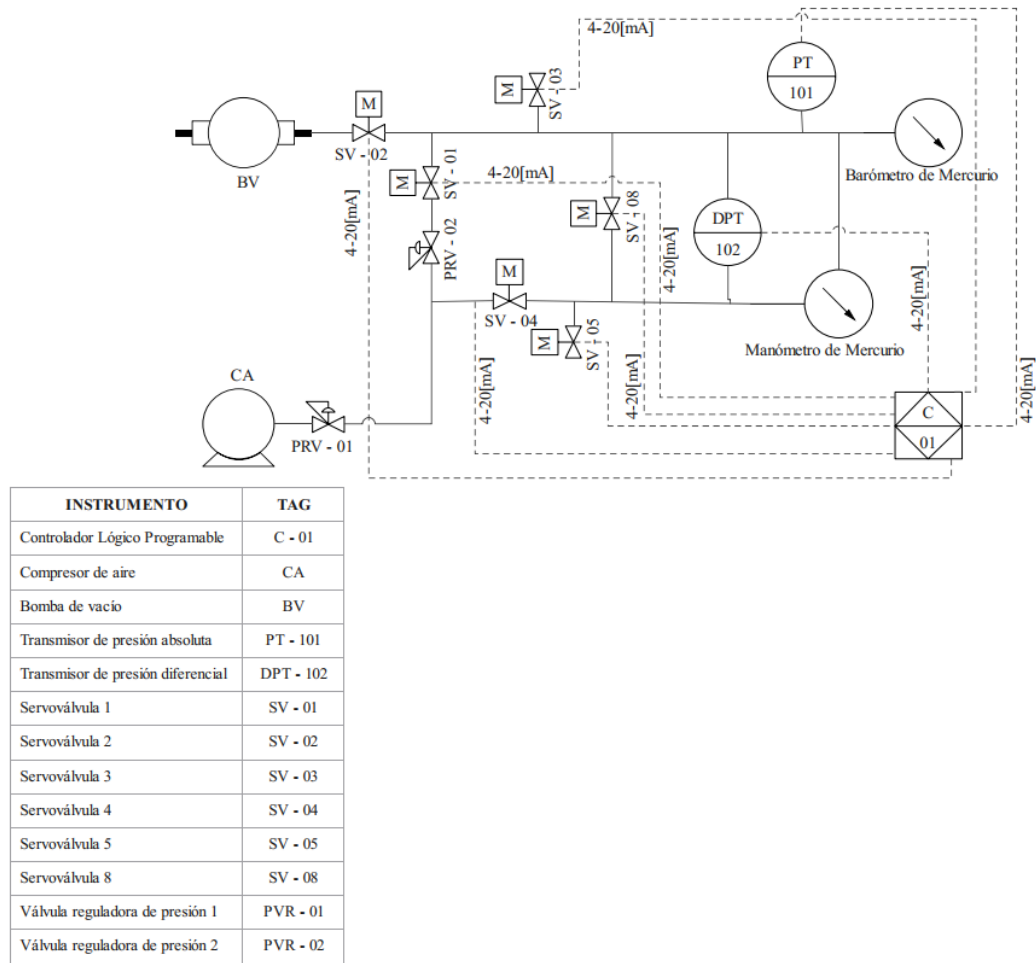 4-20[mA]
PT
101
M
SV - 03
M
SV - 02
BV
Barómetro de Mercurio
M
SV - 01
4-20[mA]
M
SV - 08
DPT
102
4-20[mA]
PRV - 02
4-20[mA]
4-20[mA]
M
SV - 04
M
SV - 05
Manómetro de Mercurio
CA
PRV - 01
4-20[mA]
4-20[mA]
4-20[mA]
C
01
INSTRUMENTO TAG
Controlador Lógico Programable C - 01
Compresor de aire CA
Bomba de vacío BV
Transmisor de presión absoluta PT - 101
Transmisor de presión diferencial DPT - 102
Servoválvula 1 SV - 01
Servoválvula 2 SV - 02
Servoválvula 3 SV - 03
Servoválvula 4 SV - 04
Servoválvula 5 SV - 05
Servoválvula 8 SV - 08
Válvula reguladora de presión 1 PVR - 01
Válvula reguladora de presión 2 PVR - 02